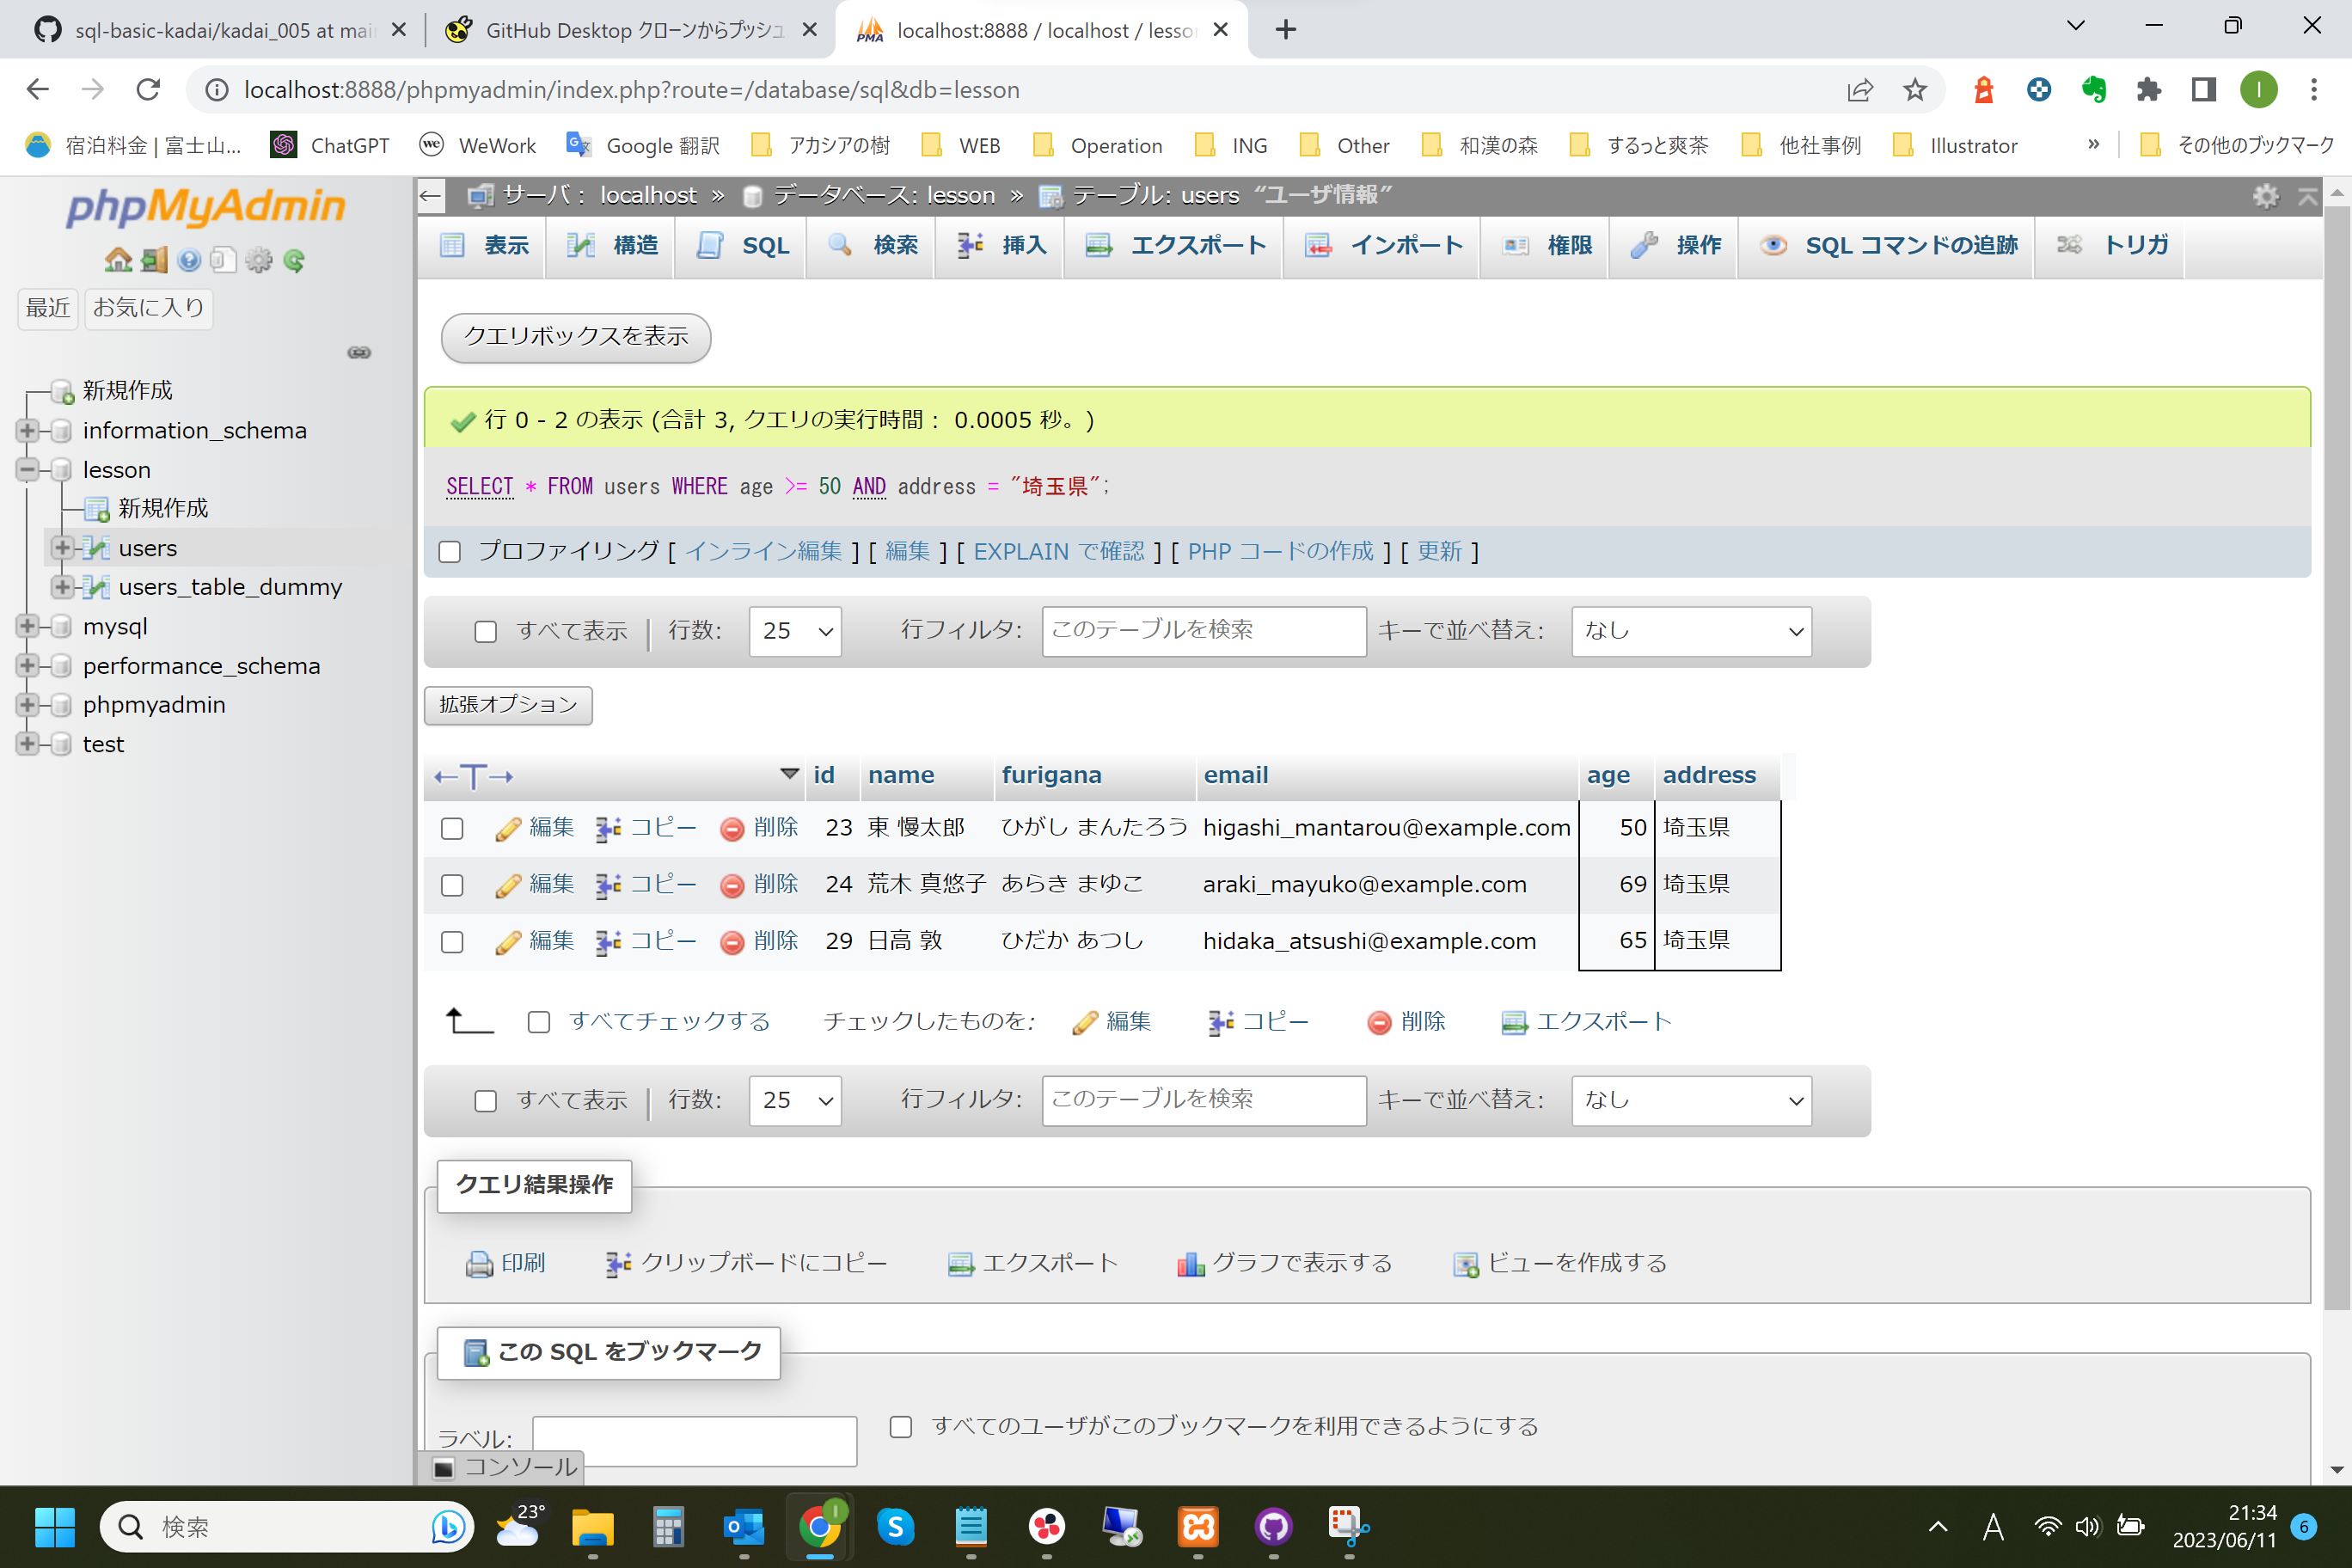 sql-basic-kadai/kadai_005 at mai
GitHub Desktop クローンからプッシュ
localhost:8888 / localhost / lesso
localhost:8888/phpmyadmin/index.php?route=/database/sql&db=lesson
宿泊料金 | 富士山... ChatGPT WeWork Google 翻訳 アカシアの樹 WEB Operation ING Other 和漢の森 するっと爽茶 他社事例 Illustrator » その他のブックマーク
phpMyAdmin
最近 お気に入り
新規作成
information_schema
lesson
新規作成
users
users_table_dummy
mysql
performance_schema
phpmyadmin
test
サーバ: localhost » データベース: lesson » テーブル: users “ユーザ情報”
表示 構造 SQL 検索 挿入 エクスポート インポート 権限 操作 SQL コマンドの追跡 トリガ
クエリボックスを表示
行 0 - 2 の表示 (合計 3, クエリの実行時間: 0.0005 秒。)
SELECT * FROM users WHERE age >= 50 AND address = "埼玉県";
プロファイリング [ インライン編集 ] [ 編集 ] [ EXPLAIN で確認 ] [ PHP コードの作成 ] [ 更新 ]
すべて表示 | 行数: 25 行フィルタ: このテーブルを検索 キーで並べ替え: なし
拡張オプション
←T→ id name furigana email age address
編集 コピー 削除 23 東 慢太郎 ひがし まんたろう higashi_mantarou@example.com 50 埼玉県
編集 コピー 削除 24 荒木 真悠子 あらき まゆこ araki_mayuko@example.com 69 埼玉県
編集 コピー 削除 29 日高 敦 ひだか あつし hidaka_atsushi@example.com 65 埼玉県
すべてチェックする チェックしたものを: 編集 コピー 削除 エクスポート
すべて表示 | 行数: 25 行フィルタ: このテーブルを検索 キーで並べ替え: なし
クエリ結果操作
印刷 クリップボードにコピー エクスポート グラフで表示する ビューを作成する
この SQL をブックマーク
ラベル: すべてのユーザがこのブックマークを利用できるようにする
コンソール
検索 23° A 21:34
2023/06/11 6